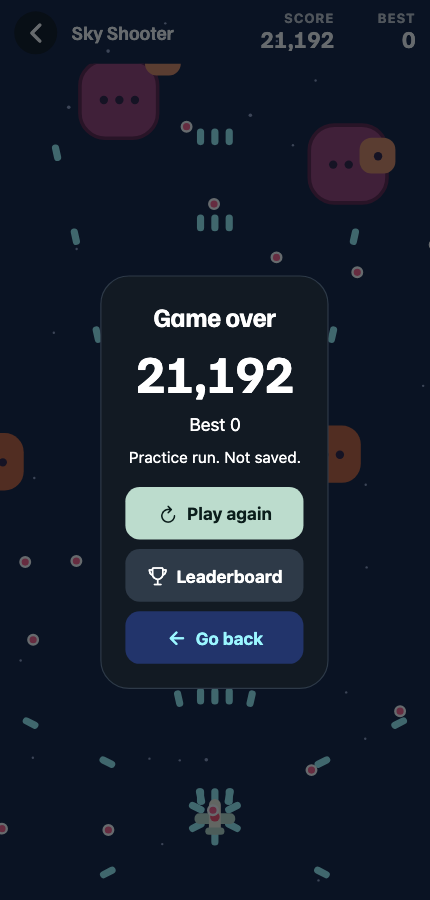 Sky Shooter
SCORE
21,192
BEST
0
Game over
21,192
Best 0
Practice run. Not saved.
Play again
Leaderboard
Go back